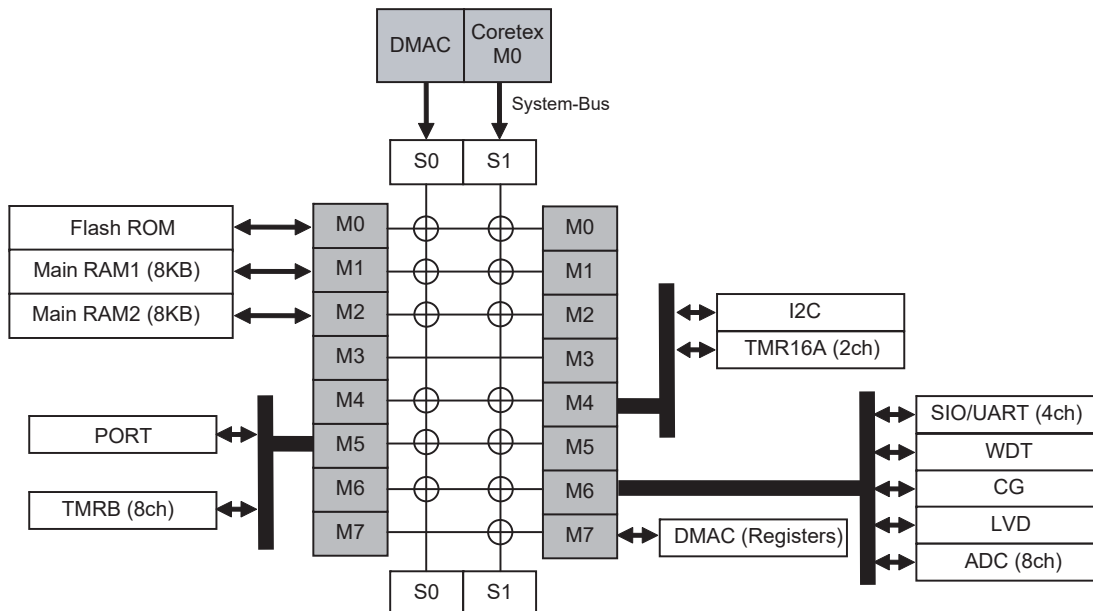 DMAC
Coretex
M0
System-Bus
S0
S1
Flash ROM
Main RAM1 (8KB)
Main RAM2 (8KB)
PORT
TMRB (8ch)
M0
M1
M2
M3
M4
M5
M6
M7
M0
M1
M2
M3
M4
M5
M6
M7
I2C
TMR16A (2ch)
SIO/UART (4ch)
WDT
CG
LVD
ADC (8ch)
DMAC (Registers)
S0
S1